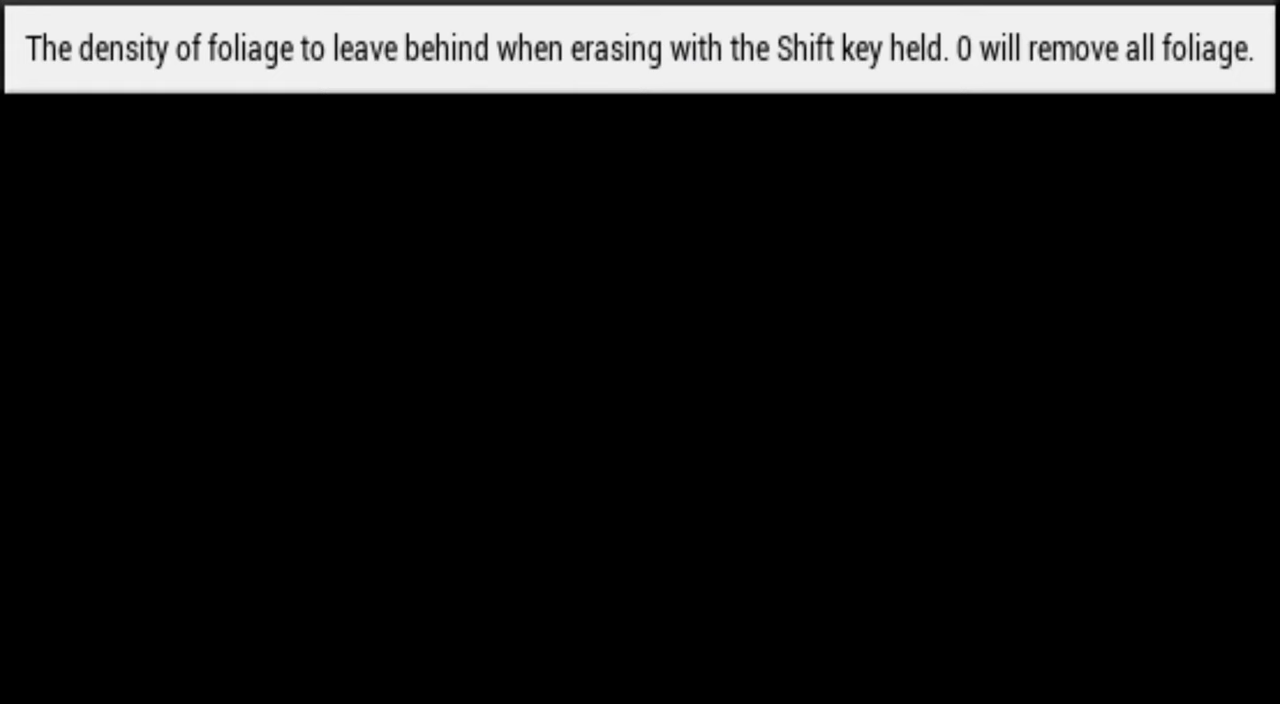 The density of foliage to leave behind when erasing with the Shift key held. 0 will remove all foliage.